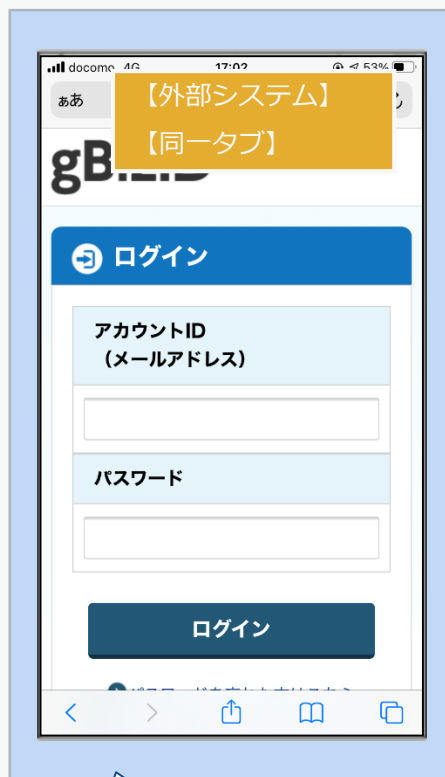 docomo 4G 17:02 53%
ああ
【外部システム】
【同一タブ】
ログイン
アカウントID
（メールアドレス）
パスワード
ログイン